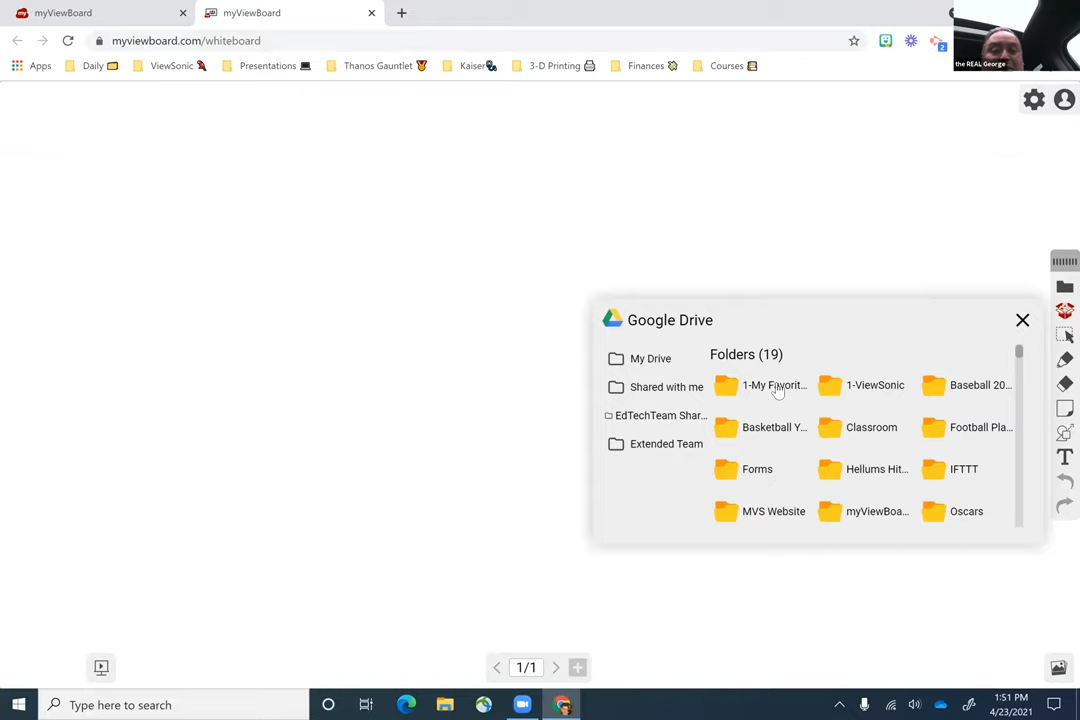 my myViewBoard
myViewBoard
myviewboard.com/whiteboard
2
Apps Daily ViewSonic Presentations Thanos Gauntlet Kaiser 3-D Printing Finances Courses
the REAL George
Google Drive
My Drive
Shared with me
EdTechTeam Shar...
Extended Team
Folders (19)
1-My Favorit... 1-ViewSonic Baseball 20...
Basketball Y... Classroom Football Pla...
Forms Hellums Hit... IFTTT
MVS Website myViewBoa... Oscars
T
1/1
Type here to search
1:51 PM
4/23/2021